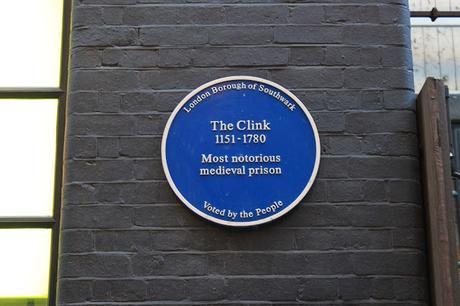 London Borough of Southwark
The Clink
1151-1780
Most notorious
medieval prison
Voted by the People